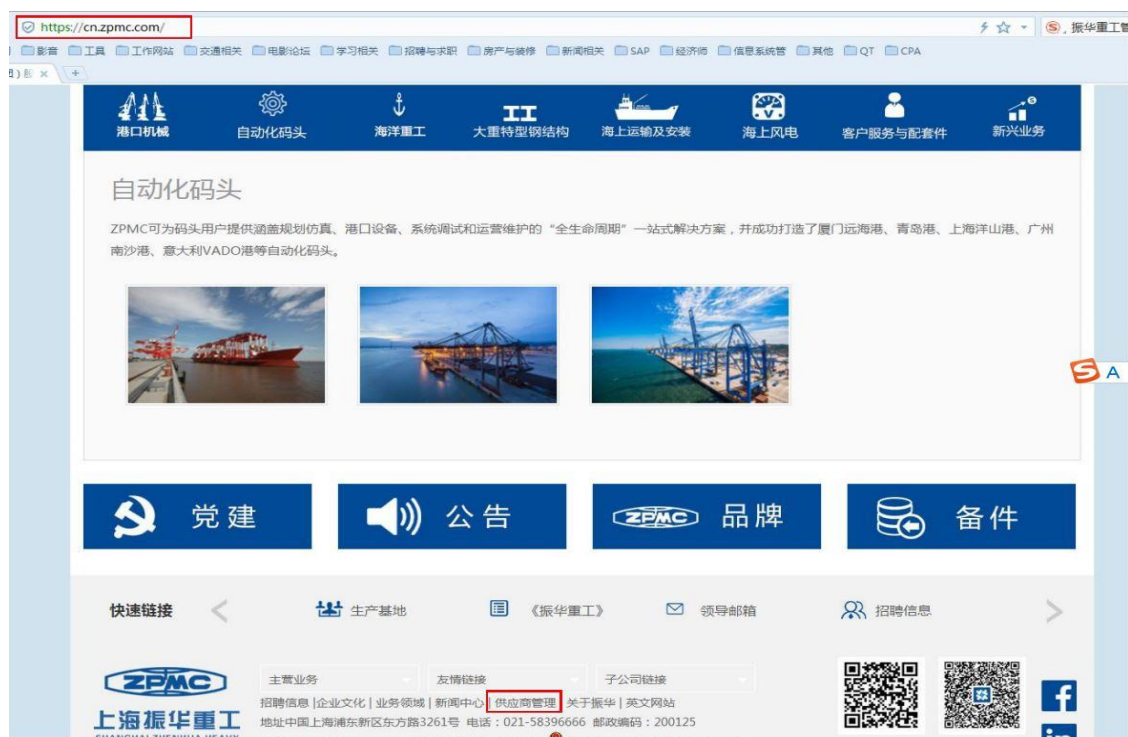 https://cn.zpmc.com/
振华重工管
影音 工具 工作网站 交通相关 电影论坛 学习相关 招聘与求职 房产与装修 新闻相关 SAP 经济师 信息系统管 其他 QT CPA
港口机械 自动化码头 海洋重工 大重特型钢结构 海上运输及安装 海上风电 客户服务与配套件 新兴业务
自动化码头
ZPMC可为码头用户提供涵盖规划仿真、港口设备、系统调试和运营维护的“全生命周期”一站式解决方案，并成功打造了厦门远海港、青岛港、上海洋山港、广州
南沙港、意大利VADO港等自动化码头。
S A
党建 公告 ZPMC 品牌 备件
快速链接 生产基地 《振华重工》 领导邮箱 招聘信息
ZPMC 主营业务 友情链接 子公司链接
招聘信息 |企业文化 | 业务领域 | 新闻中心 | 供应商管理 | 关于振华 | 英文网站
上海振华重工 地址中国上海浦东新区东方路3261号 电话：021-58396666 邮政编码：200125
SHANGHAI ZHENHUA HEAVY
f
in